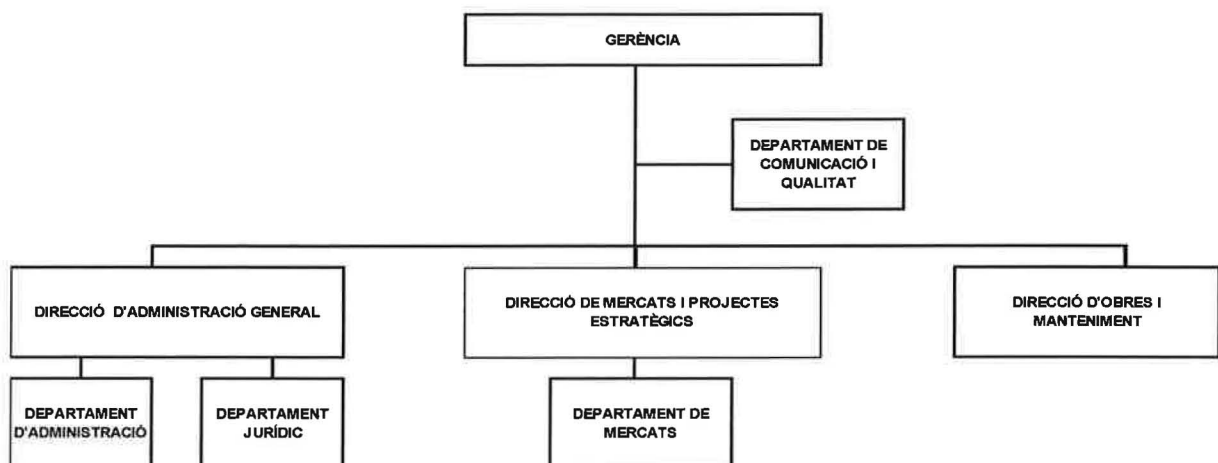 GERÈNCIA
DEPARTAMENT DE
COMUNICACIÓ I
QUALITAT
DIRECCIÓ D'ADMINISTRACIÓ GENERAL
DIRECCIÓ DE MERCATS I PROJECTES
ESTRATÈGICS
DIRECCIÓ D'OBRES I
MANTENIMENT
DEPARTAMENT
D'ADMINISTRACIÓ
DEPARTAMENT
JURÍDIC
DEPARTAMENT DE
MERCATS